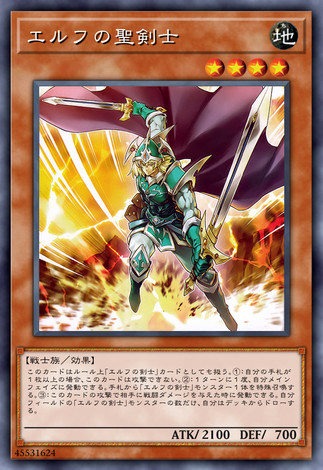 エルフの聖剣士
地
【戦士族／効果】
このカードはルール上「エルフの剣士」カードとしても扱う。①：自分の手札が
１枚以上の場合、このカードは攻撃できない。②：１ターンに１度、自分メイン
フェイズに発動できる。手札から「エルフの剣士」モンスター１体を特殊召喚す
る。③：このカードの攻撃で相手に戦闘ダメージを与えた時に発動できる。自分
フィールドの「エルフの剣士」モンスターの数だけ、自分はデッキからドローす
る。
ATK/ 2100 DEF/ 700
45531624